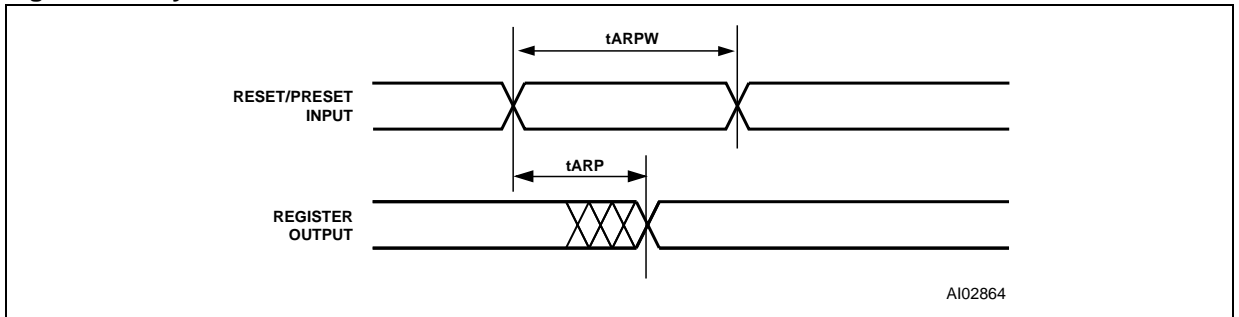 tARPW
RESET/PRESET
INPUT
tARP
REGISTER
OUTPUT
AI02864